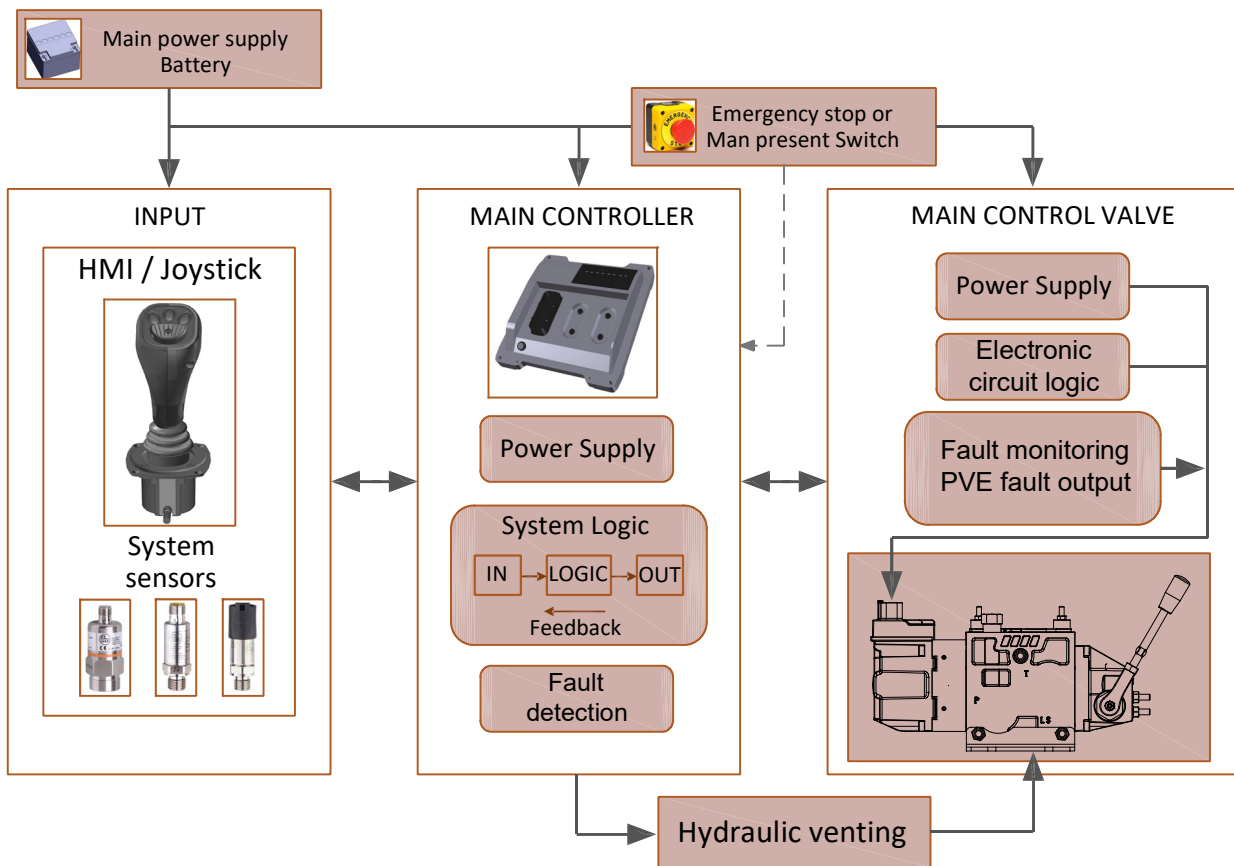 Main power supply
Battery
EMERGENCY
Emergency stop or
Man present Switch
INPUT
HMI / Joystick
System
sensors
MAIN CONTROLLER
Power Supply
System Logic
IN
LOGIC
OUT
Feedback
Fault
detection
MAIN CONTROL VALVE
Power Supply
Electronic
circuit logic
Fault monitoring
PVE fault output
P
T
LS
Hydraulic venting